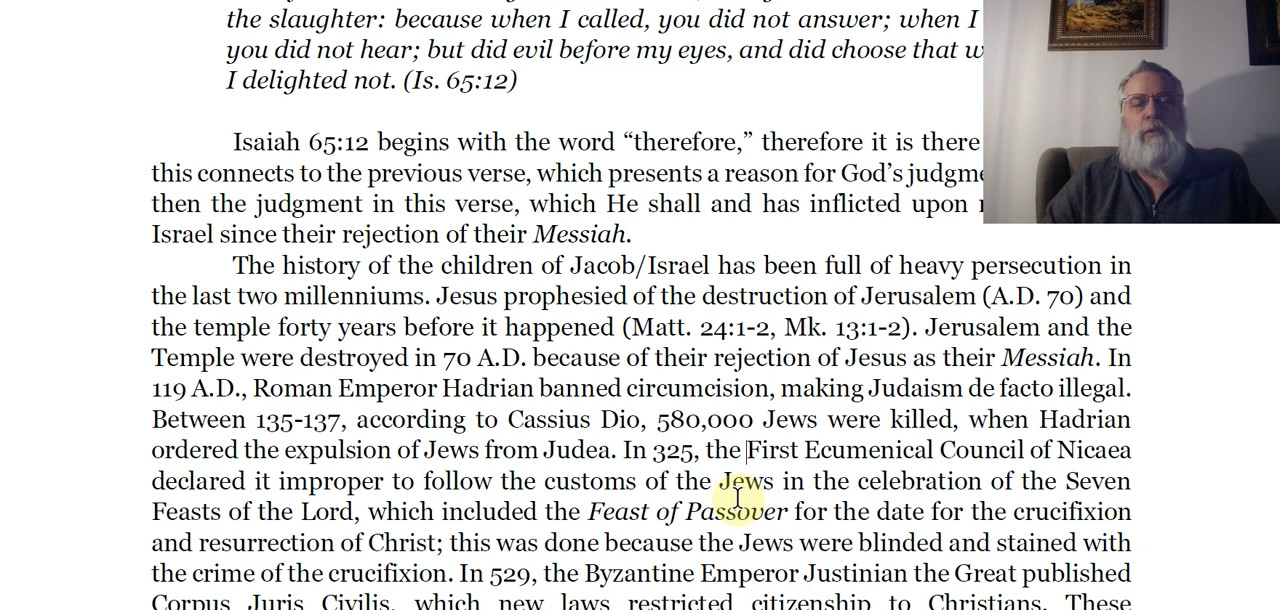 the slaughter: because when I called, you did not answer; when I
you did not hear; but did evil before my eyes, and did choose that
I delighted not. (Is. 65:12)
Isaiah 65:12 begins with the word “therefore,” therefore it is there
this connects to the previous verse, which presents a reason for God’s
then the judgment in this verse, which He shall and has inflicted upon
Israel since their rejection of their Messiah.
The history of the children of Jacob/Israel has been full of heavy persecution in
the last two millenniums. Jesus prophesied of the destruction of Jerusalem (A.D. 70) and
the temple forty years before it happened (Matt. 24:1-2, Mk. 13:1-2). Jerusalem and the
Temple were destroyed in 70 A.D. because of their rejection of Jesus as their Messiah. In
119 A.D., Roman Emperor Hadrian banned circumcision, making Judaism de facto illegal.
Between 135-137, according to Cassius Dio, 580,000 Jews were killed, when Hadrian
ordered the expulsion of Jews from Judea. In 325, the First Ecumenical Council of Nicaea
declared it improper to follow the customs of the Jews in the celebration of the Seven
Feasts of the Lord, which included the Feast of Passover for the date for the crucifixion
and resurrection of Christ; this was done because the Jews were blinded and stained with
the crime of the crucifixion. In 529, the Byzantine Emperor Justinian the Great published
Corpus Juris Civilis, which new laws restricted citizenship to Christians. These